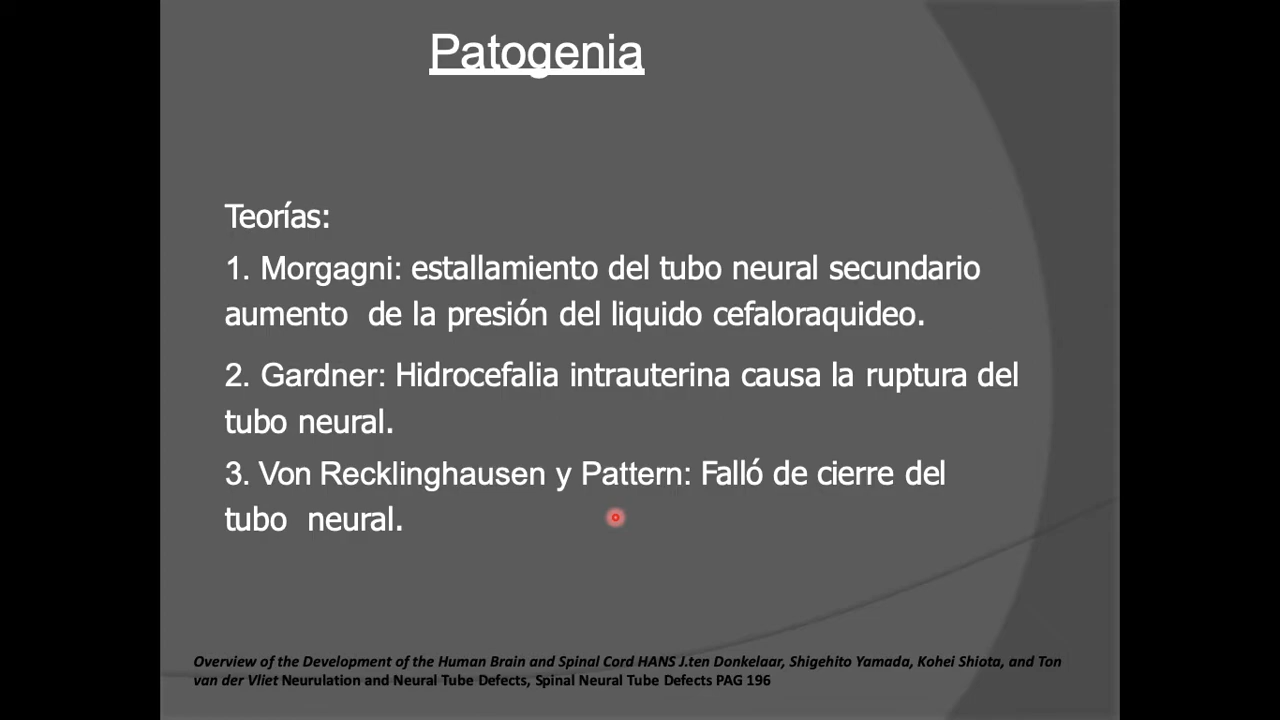 Patogenia
Teorías:
1. Morgagni: estallamiento del tubo neural secundario
aumento de la presión del liquido cefaloraquideo.
2. Gardner: Hidrocefalia intrauterina causa la ruptura del
tubo neural.
3. Von Recklinghausen y Pattern: Falló de cierre del
tubo neural.
Overview of the Development of the Human Brain and Spinal Cord HANS J.ten Donkelaar, Shigehito Yamada, Kohei Shiota, and Ton
van der Vliet Neurulation and Neural Tube Defects, Spinal Neural Tube Defects PAG 196